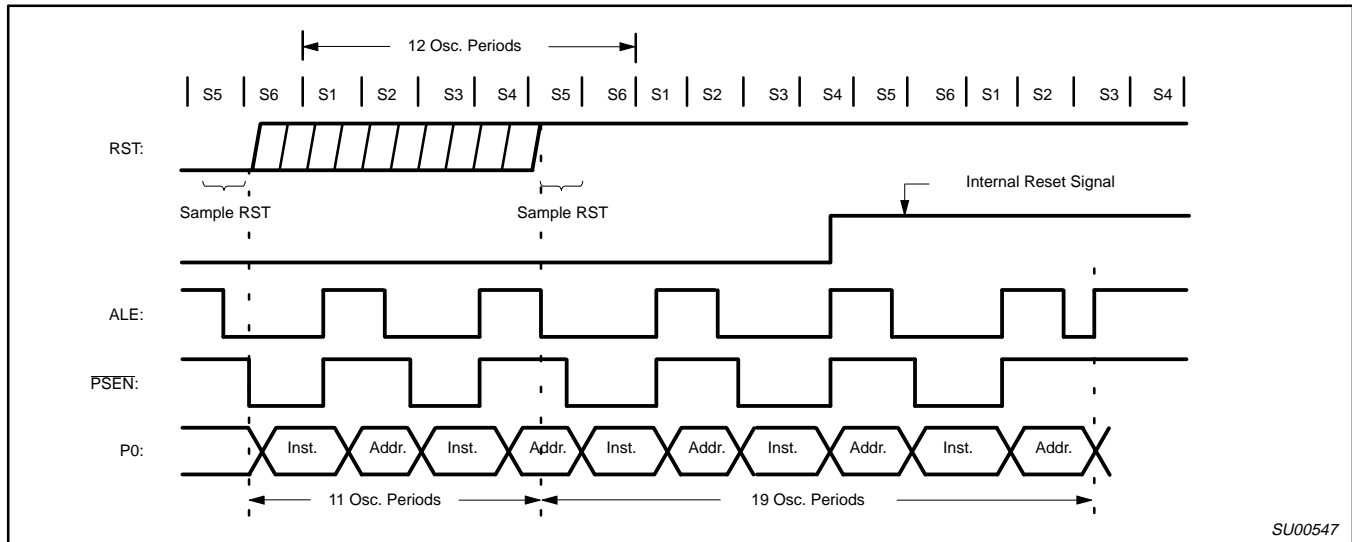 12 Osc. Periods
S5 S6 S1 S2 S3 S4 S5 S6 S1 S2 S3 S4 S5 S6 S1 S2 S3 S4
RST:
Internal Reset Signal
Sample RST Sample RST
ALE:
PSEN:
P0: Inst. Addr. Inst. Addr. Inst. Addr. Inst. Addr. Inst. Addr.
11 Osc. Periods 19 Osc. Periods
SU00547